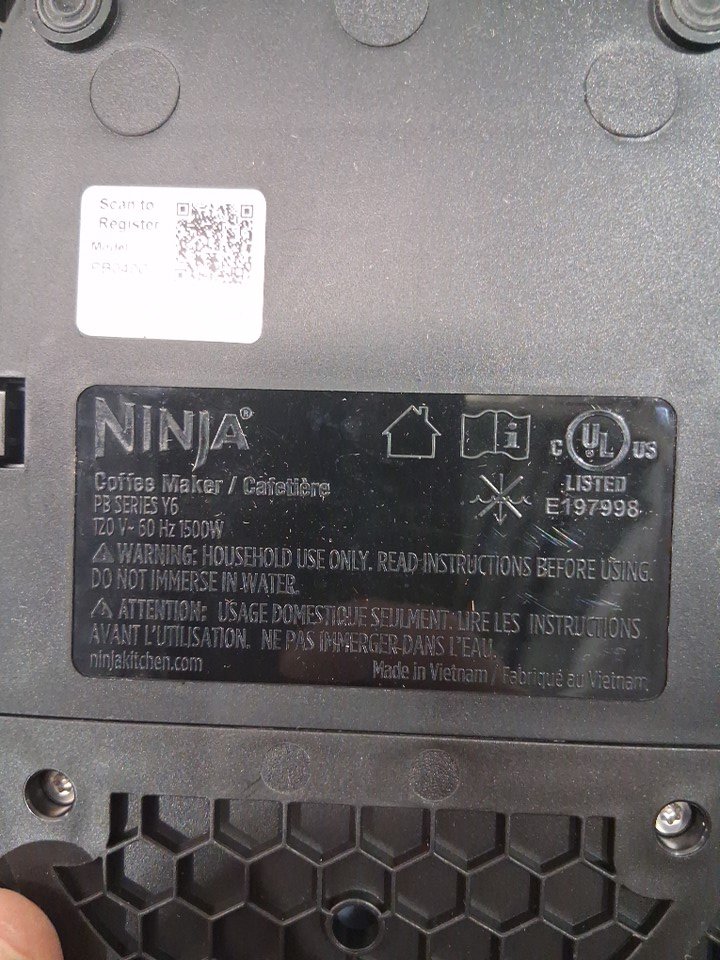 Scan to
Register
Model
NINJA®
Coffee Maker / Cafetière
PB SERIES Y6
120 V~ 60 Hz 1500W
C UL US
LISTED
E197998
⚠ WARNING: HOUSEHOLD USE ONLY. READ INSTRUCTIONS BEFORE USING.
DO NOT IMMERSE IN WATER.
⚠ ATTENTION: USAGE DOMESTIQUE SEULMENT. LIRE LES INSTRUCTIONS
AVANT L'UTILISATION. NE PAS IMMERGER DANS L'EAU.
ninjakitchen.com
Made in Vietnam / Fabriqué au Vietnam